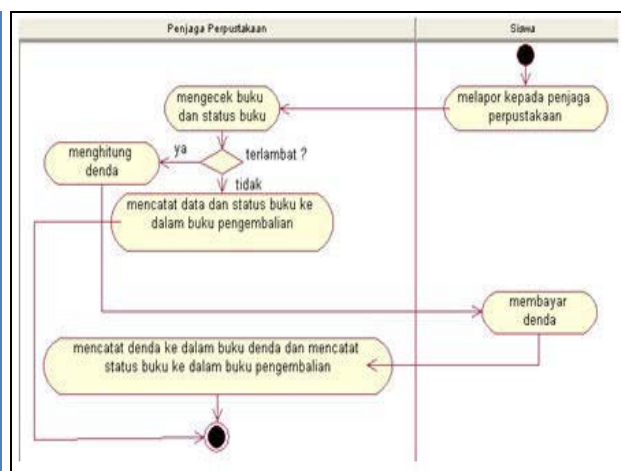 Penjaga Perpustakaan
Siswa
melapor kepada penjaga
perpustakaan
mengecek buku
dan status buku
terlambat ?
ya
menghitung
denda
tidak
mencatat data dan status buku ke
dalam buku pengembalian
membayar
denda
mencatat denda ke dalam buku denda dan mencatat
status buku ke dalam buku pengembalian